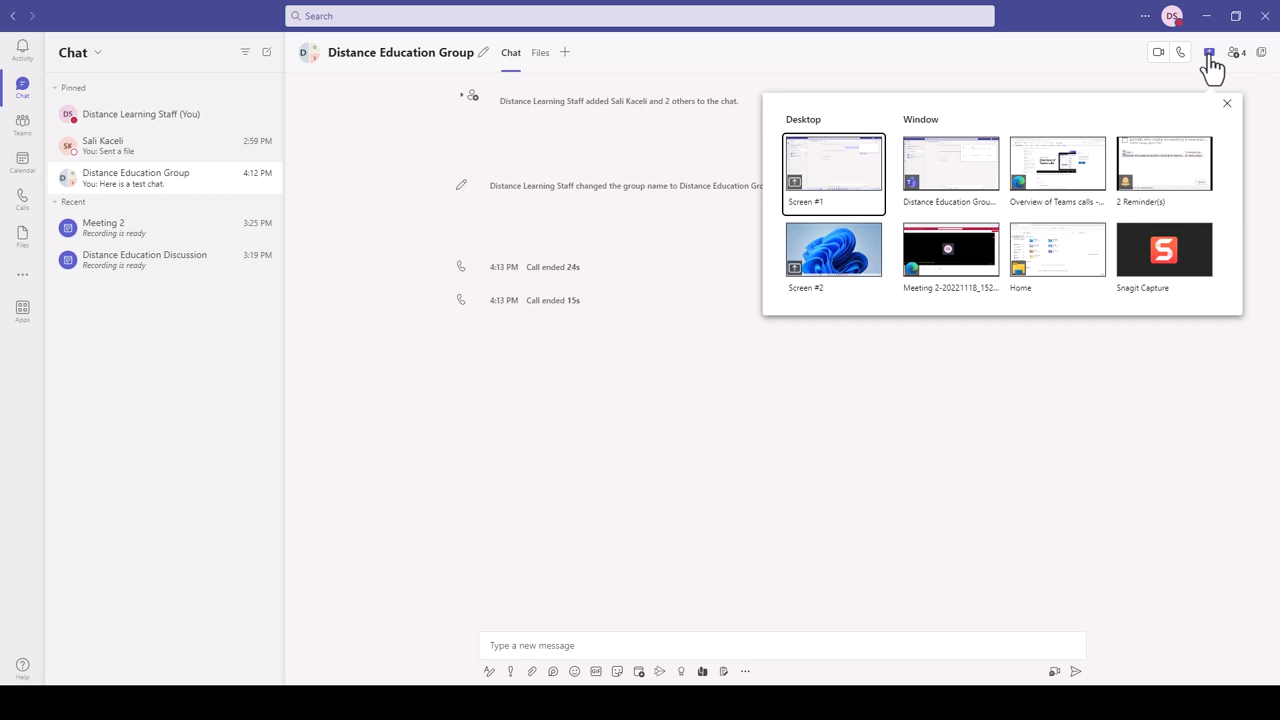 Search
DS
Activity
Chat
Teams
Calendar
Calls
Files
Apps
Help
Chat
Pinned
DS
Distance Learning Staff (You)
SK
Sali Kaceli
2:59 PM
You: Sent a file
Distance Education Group
4:12 PM
You: Here is a test chat.
Recent
Meeting 2
3:25 PM
Recording is ready
Distance Education Discussion
3:19 PM
Recording is ready
Distance Education Group
Chat
Files
4
Distance Learning Staff added Sali Kaceli and 2 others to the chat.
Distance Learning Staff changed the group name to Distance Education Gro
4:13 PM Call ended 24s
4:13 PM Call ended 15s
Desktop
Window
Screen #1
Distance Education Grou...
Overview of Teams calls -...
2 Reminder(s)
Screen #2
Meeting 2-20221118_152...
Home
Snagit Capture
Type a new message
GIF